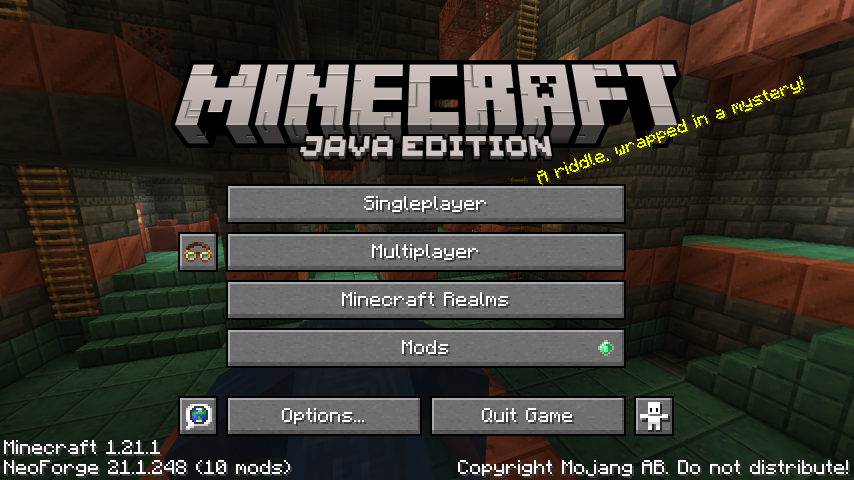 MINECRAFT
JAVA EDITION
A riddle, wrapped in a mystery!
Singleplayer
Multiplayer
Minecraft Realms
Mods
Options...
Quit Game
Minecraft 1.21.1
NeoForge 21.1.248 (10 mods)
Copyright Mojang AB. Do not distribute!